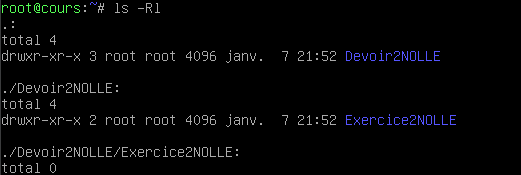 root@cours:~# ls -Rl
.:
total 4
drwxr-xr-x 3 root root 4096 janv.  7 21:52 Devoir2NOLLE

./Devoir2NOLLE:
total 4
drwxr-xr-x 2 root root 4096 janv.  7 21:52 Exercice2NOLLE

./Devoir2NOLLE/Exercice2NOLLE:
total 0